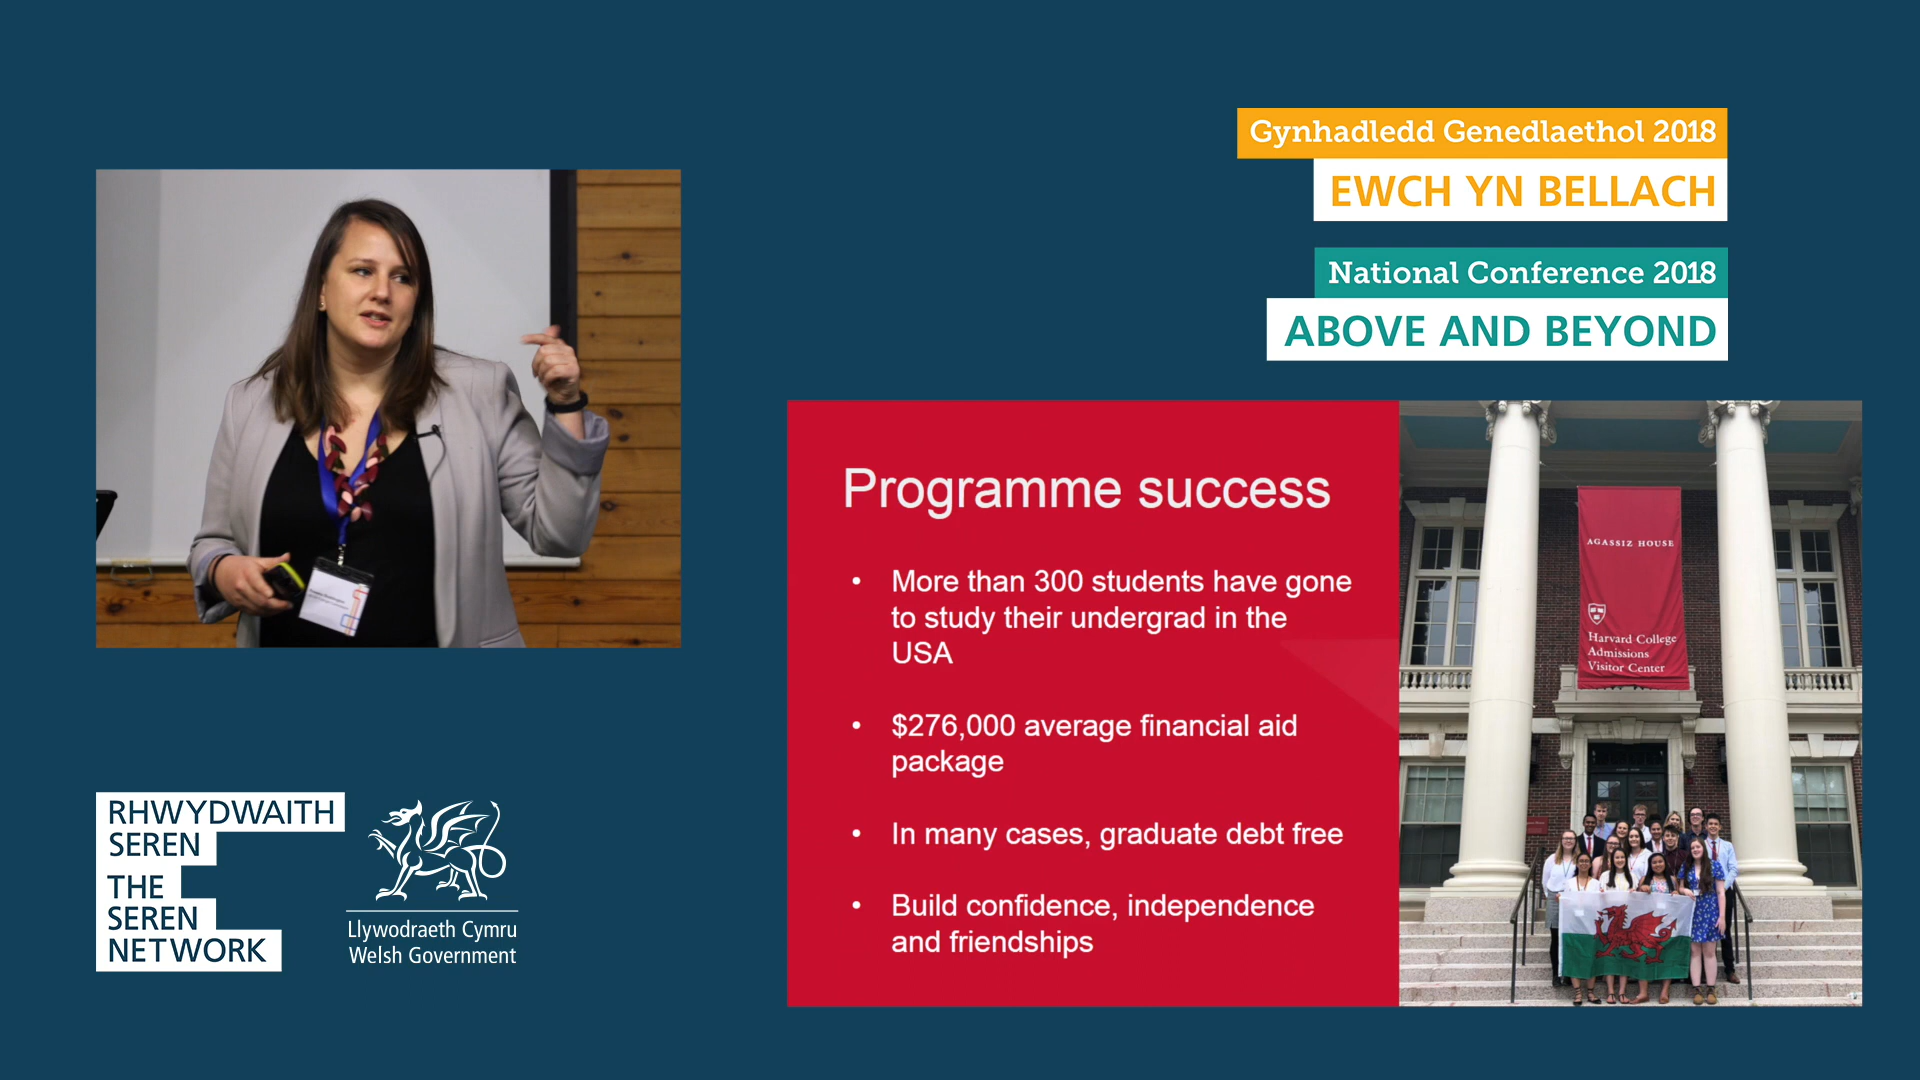 Gynhadledd Genedlaethol 2018
EWCH YN BELLACH
National Conference 2018
ABOVE AND BEYOND
Programme success
• More than 300 students have gone
to study their undergrad in the
USA
• $276,000 average financial aid
package
• In many cases, graduate debt free
• Build confidence, independence
and friendships
AGASSIZ HOUSE
Harvard College
Admissions
Visitor Center
RHWYDWAITH
SEREN
THE
SEREN
NETWORK
Llywodraeth Cymru
Welsh Government